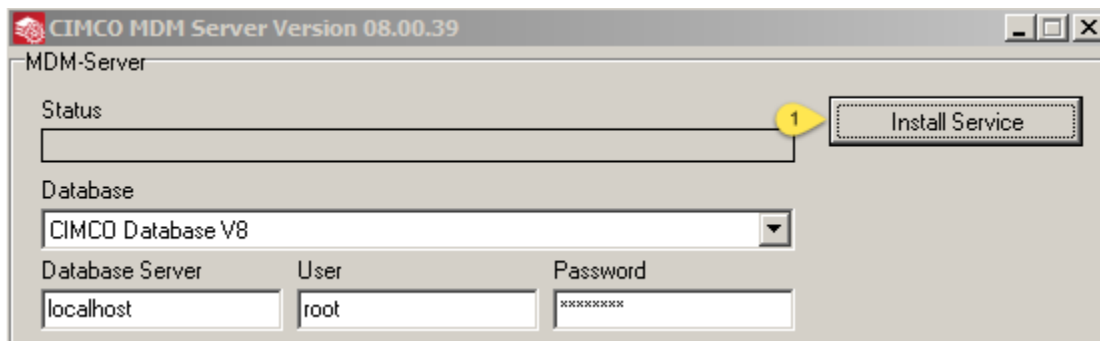 CIMCO MDM Server Version 08.00.39
MDM-Server
Status
1
Install Service
Database
CIMCO Database V8
Database Server User Password
localhost root ********